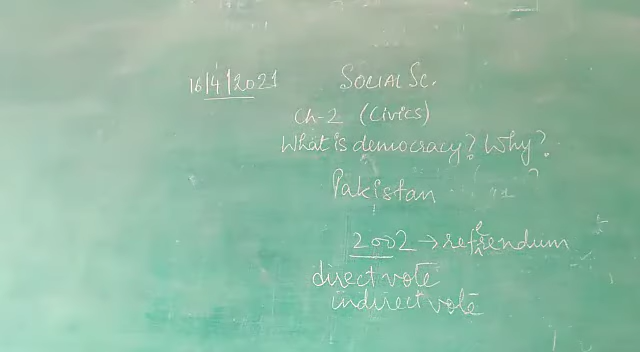 16/4/2021 Social Sc.
Ch-2 (Civics)
What is democracy? Why?
Pakistan
2002 → referendum
direct vote
indirect vote